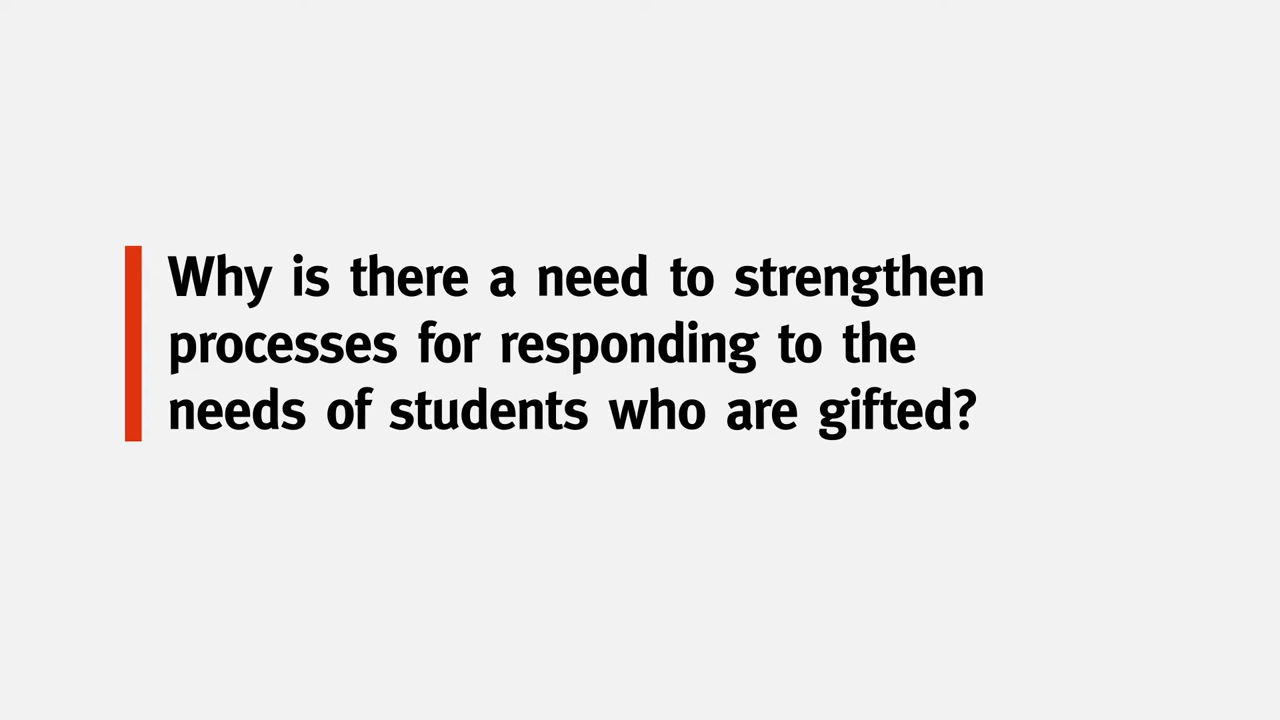 Why is there a need to strengthen
processes for responding to the
needs of students who are gifted?